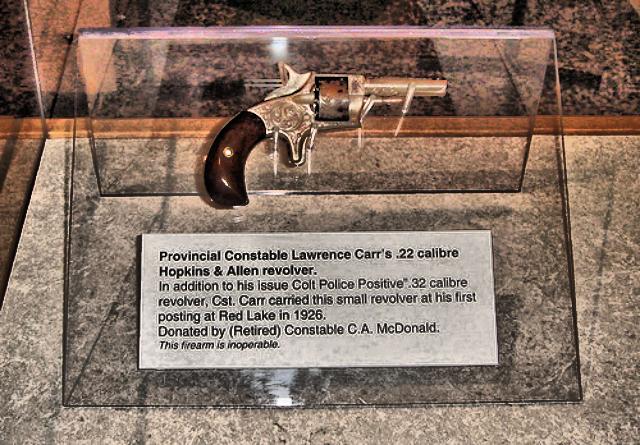 Provincial Constable Lawrence Carr's .22 calibre
Hopkins & Allen revolver.
In addition to his issue Colt Police Positive" .32 calibre
revolver, Cst. Carr carried this small revolver at his first
posting at Red Lake in 1926.
Donated by (Retired) Constable C.A. McDonald.
This firearm is inoperable.